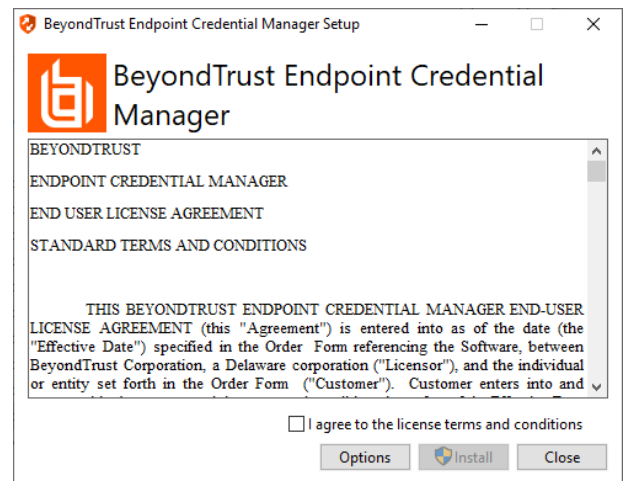 BeyondTrust Endpoint Credential Manager Setup
BeyondTrust Endpoint Credential
Manager
BEYONDTRUST
ENDPOINT CREDENTIAL MANAGER
END USER LICENSE AGREEMENT
STANDARD TERMS AND CONDITIONS
THIS BEYONDTRUST ENDPOINT CREDENTIAL MANAGER END-USER
LICENSE AGREEMENT (this "Agreement") is entered into as of the date (the
"Effective Date") specified in the Order Form referencing the Software, between
BeyondTrust Corporation, a Delaware corporation ("Licensor"), and the individual
or entity set forth in the Order Form ("Customer"). Customer enters into and
I agree to the license terms and conditions
Options
Install
Close